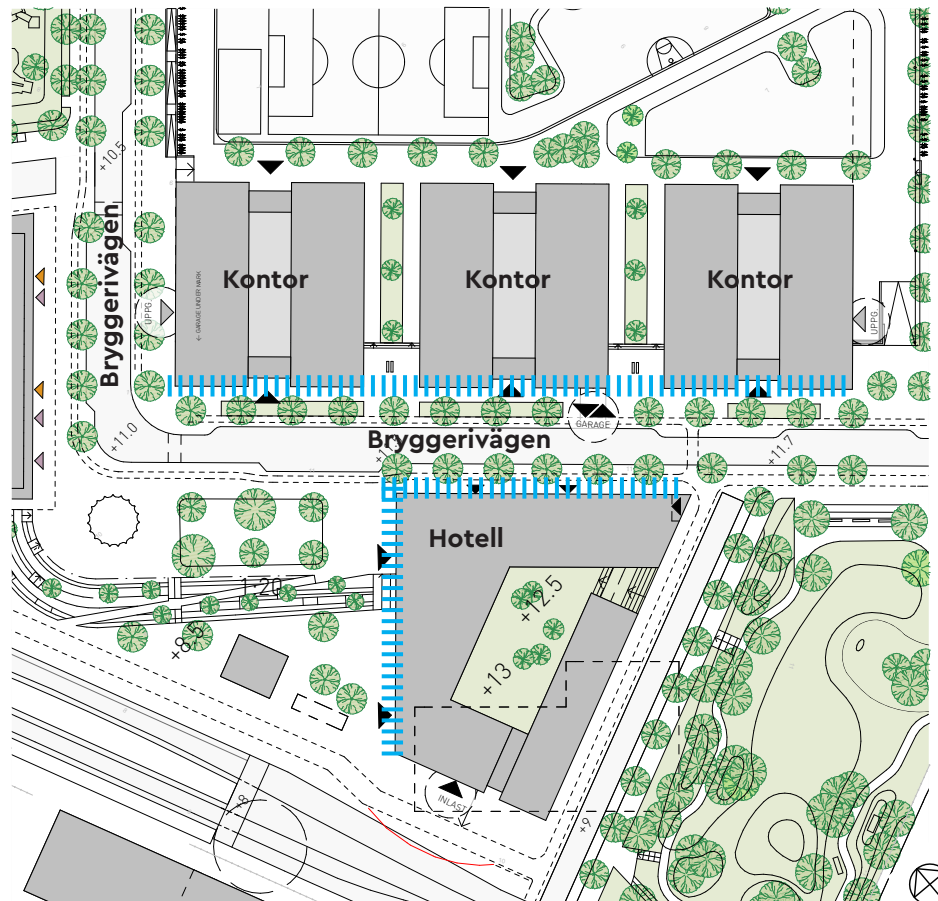 +10.5
Bryggerivägen
Kontor
Kontor
Kontor
← GARAGE UNDER MARK
UPPG.
UPPG.
GARAGE
Bryggerivägen
+11.0
+11.7
Hotell
1:20
+8.5
+12.5
+13
INLAST
+8
+9